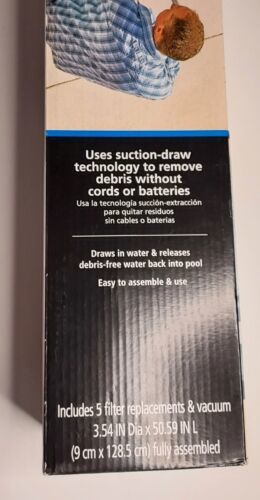 Uses suction-draw
technology to remove
debris without
cords or batteries
Usa la tecnología succión-extracción
para quitar residuos
sin cables o baterías
Draws in water & releases
debris-free water back into pool
Easy to assemble & use
Includes 5 filter replacements & vacuum
3.54 IN Dia x 50.59 IN L
(9 cm x 128.5 cm) fully assembled